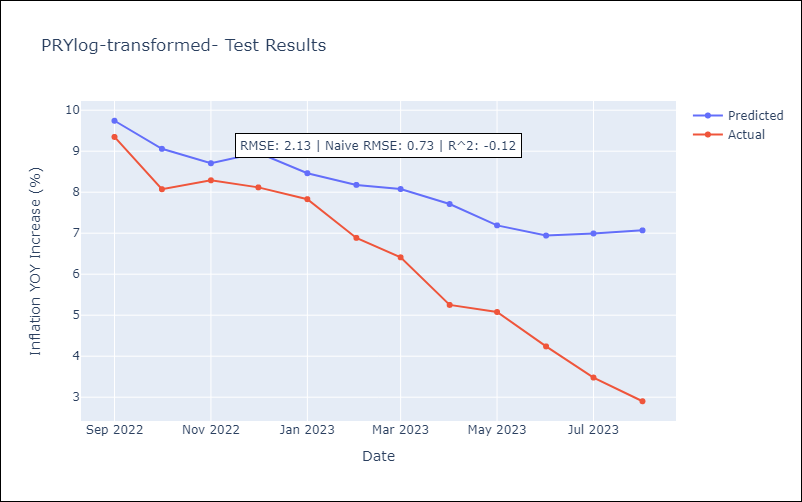 PRYlog-transformed- Test Results
Predicted
Actual
RMSE: 2.13 | Naive RMSE: 0.73 | R^2: -0.12
Inflation YOY Increase (%)
10
9
8
7
6
5
4
3
Sep 2022
Nov 2022
Jan 2023
Mar 2023
May 2023
Jul 2023
Date